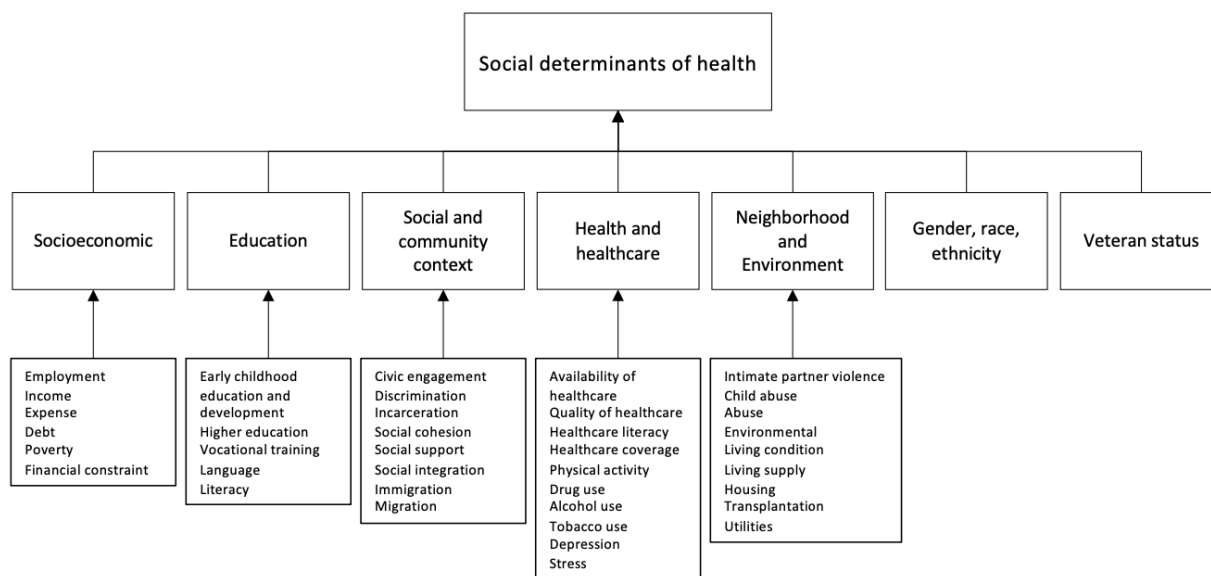 Social determinants of health
Socioeconomic
Education
Social and
community
context
Health and
healthcare
Neighborhood
and
Environment
Gender, race,
ethnicity
Veteran status
Employment
Income
Expense
Debt
Poverty
Financial constraint
Early childhood
education and
development
Higher education
Vocational training
Language
Literacy
Civic engagement
Discrimination
Incarceration
Social cohesion
Social support
Social integration
Immigration
Migration
Availability of
healthcare
Quality of healthcare
Healthcare literacy
Healthcare coverage
Physical activity
Drug use
Alcohol use
Tobacco use
Depression
Stress
Intimate partner violence
Child abuse
Abuse
Environmental
Living condition
Living supply
Housing
Transplantation
Utilities